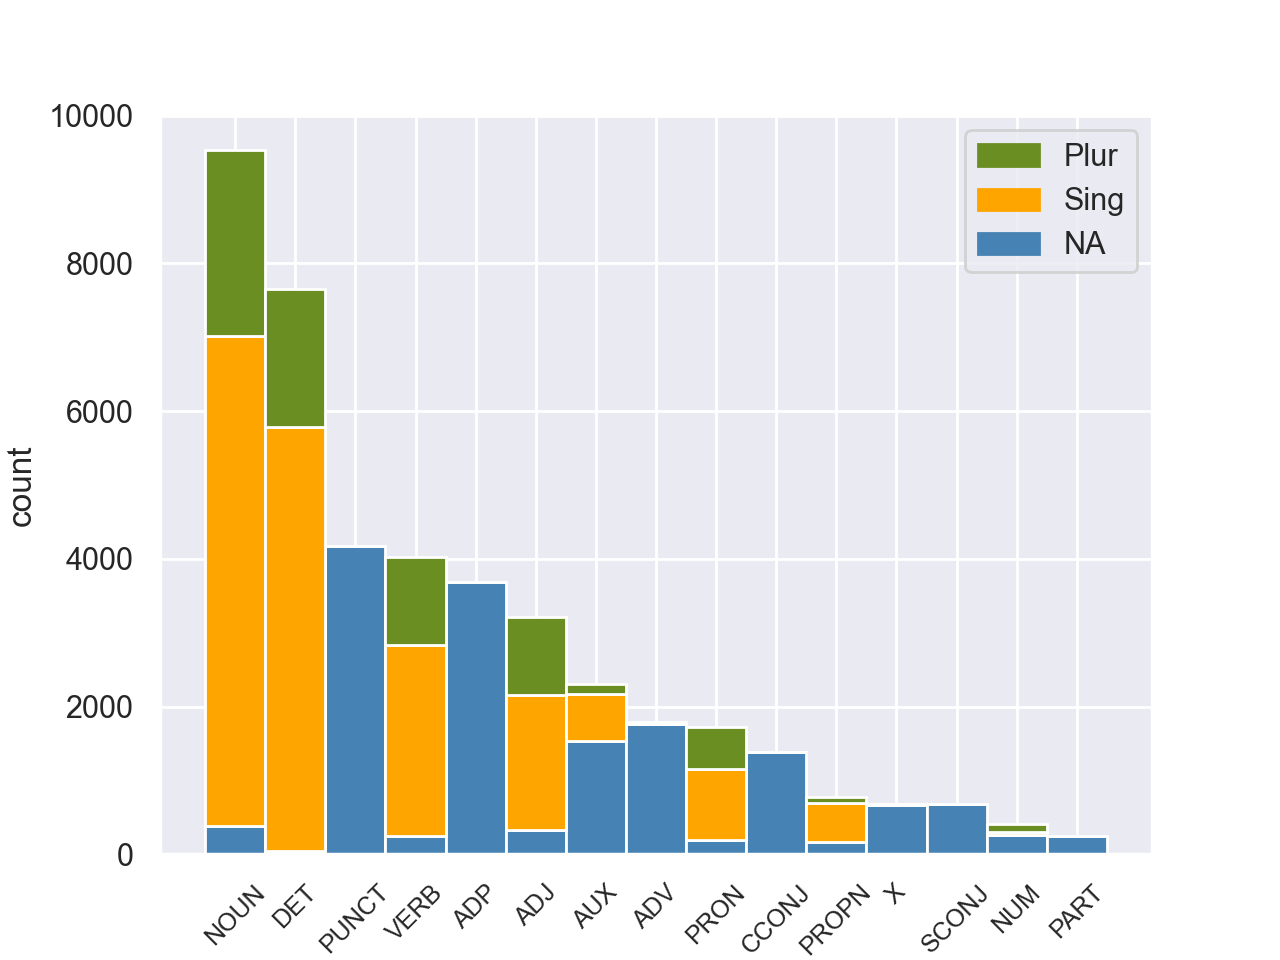 10000
8000
6000
4000
2000
0
count
Plur
Sing
NA
NOUN
DET
PUNCT
VERB
ADP
ADJ
AUX
ADV
PRON
CCONJ
PROPN
X
SCONJ
NUM
PART